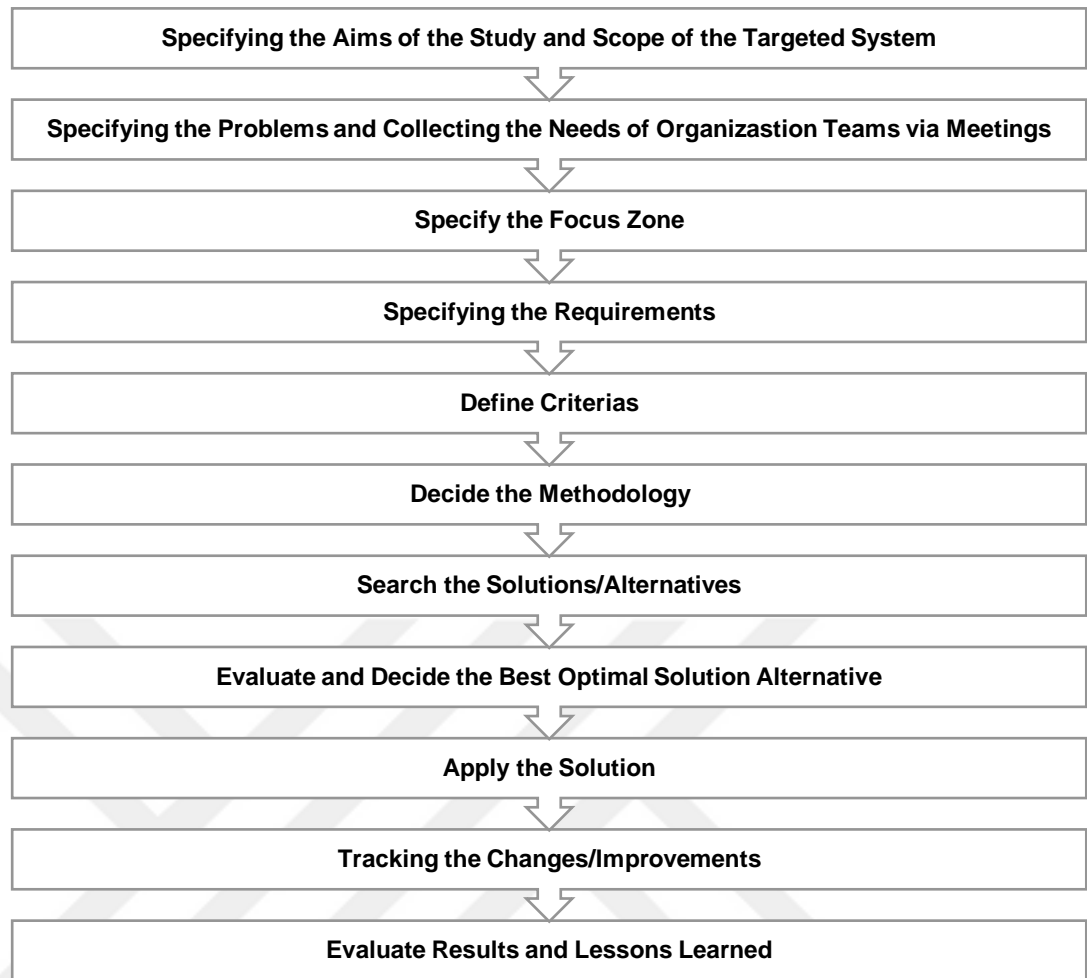 Specifying the Aims of the Study and Scope of the Targeted System
Specifying the Problems and Collecting the Needs of Organizastion Teams via Meetings
Specify the Focus Zone
Specifying the Requirements
Define Criterias
Decide the Methodology
Search the Solutions/Alternatives
Evaluate and Decide the Best Optimal Solution Alternative
Apply the Solution
Tracking the Changes/Improvements
Evaluate Results and Lessons Learned